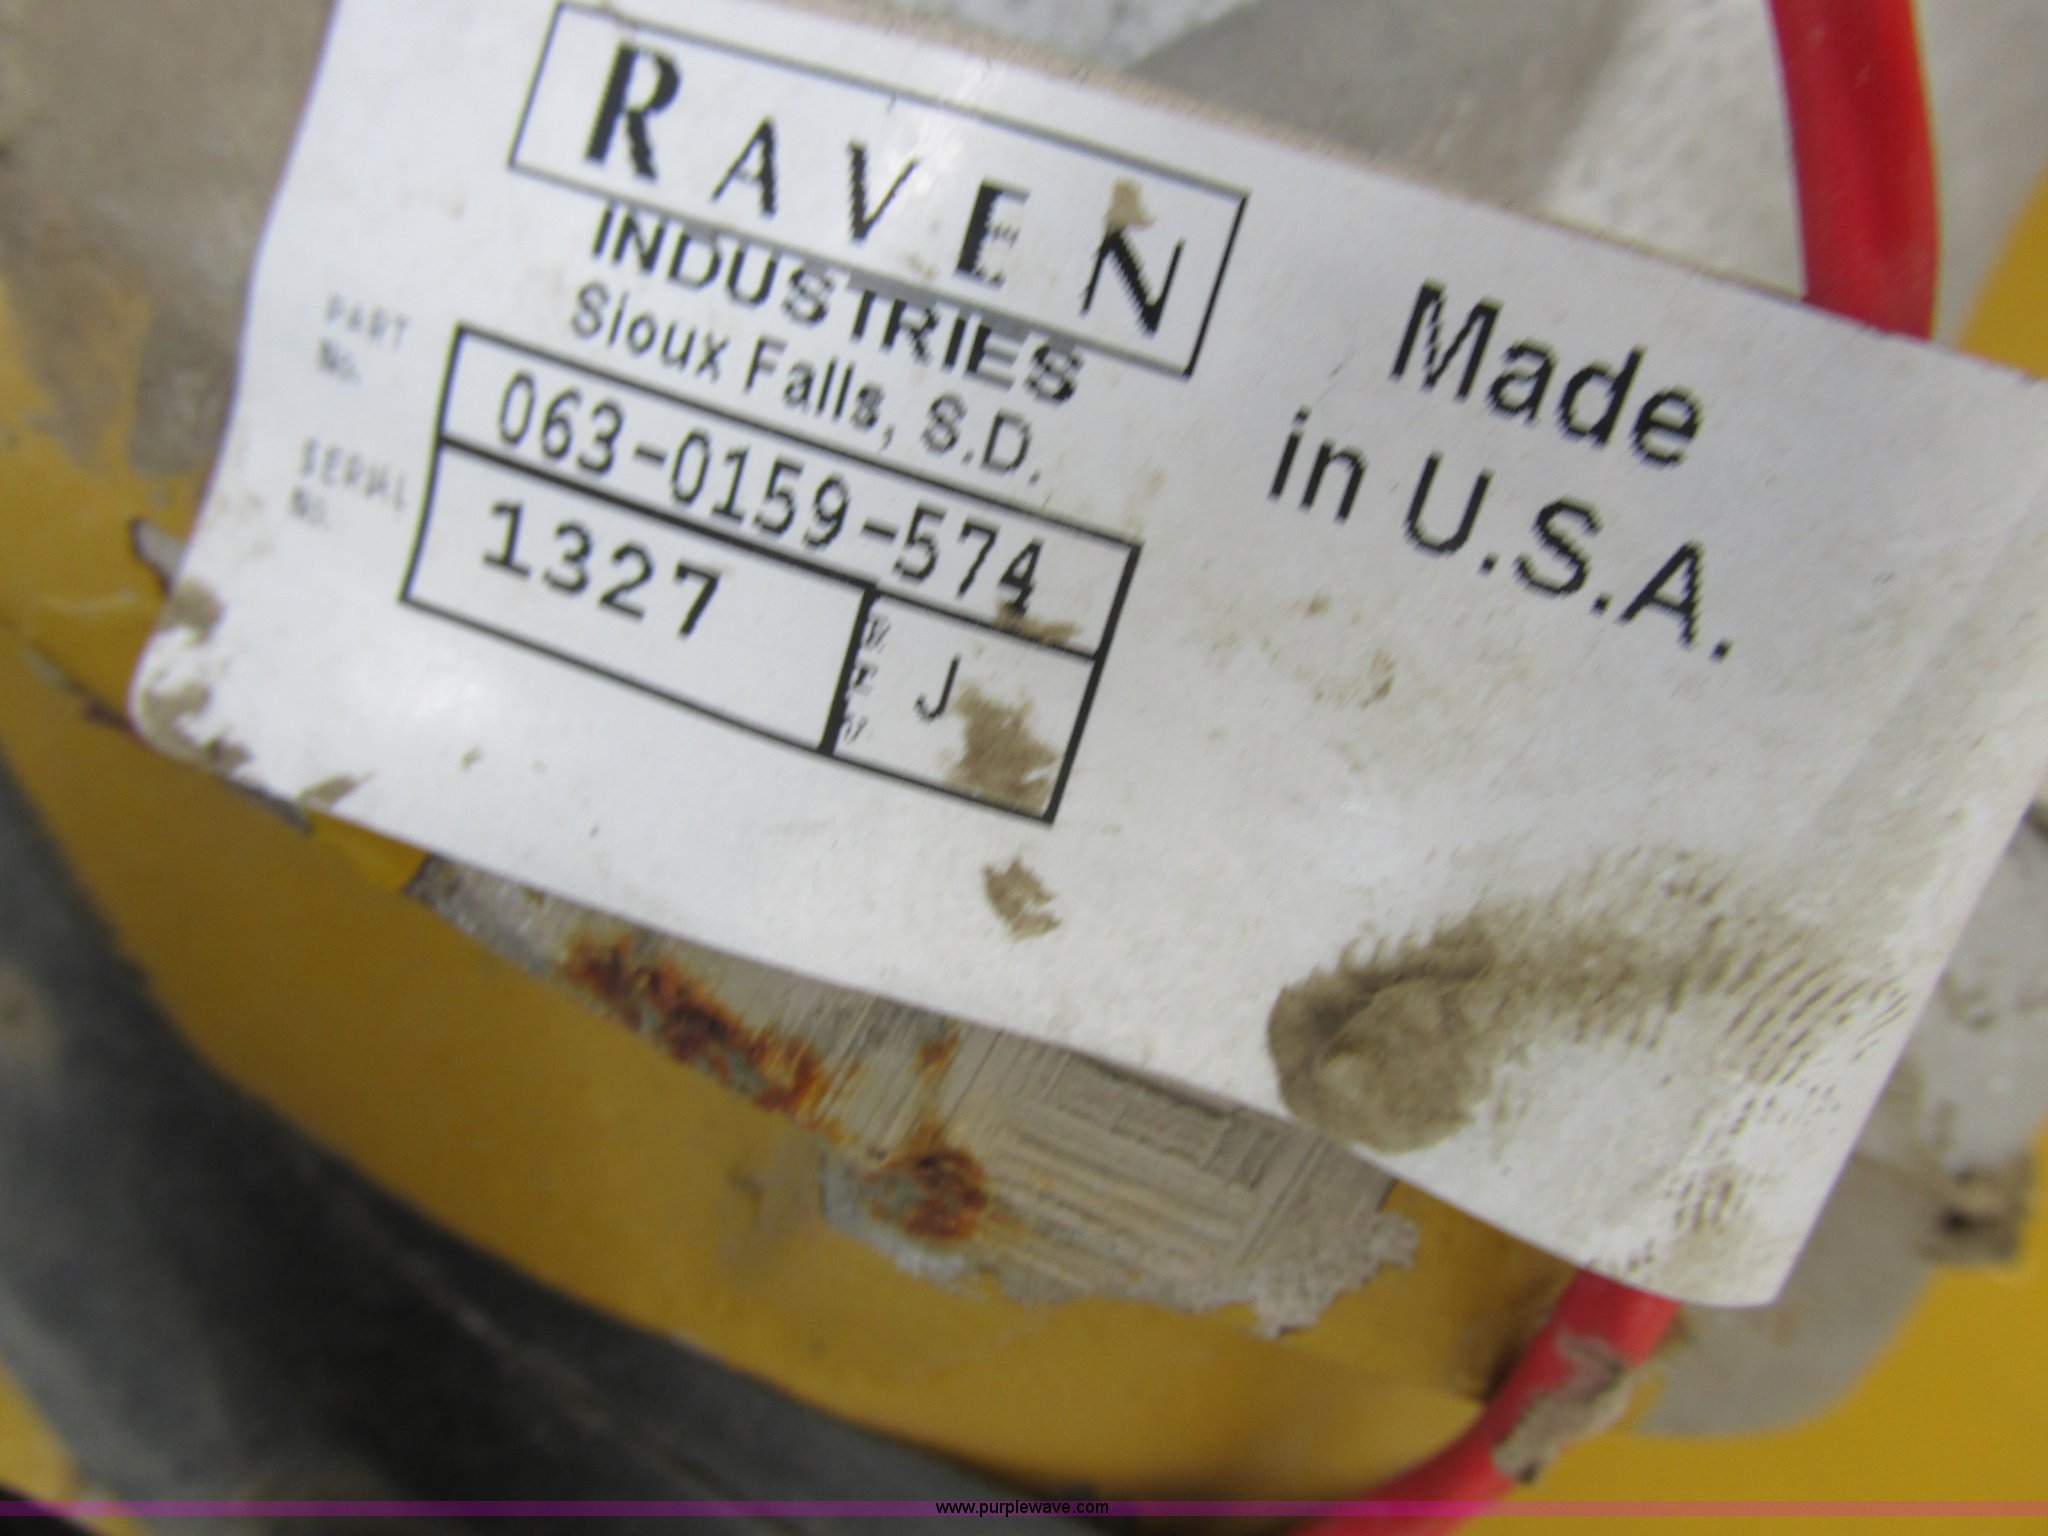 RAVEN
INDUSTRIES
Sioux Falls, S.D.
Made
in U.S.A.
PART
No.
063-0159-574
SERIAL
No.
1327
REV
J
www.purplewave.com